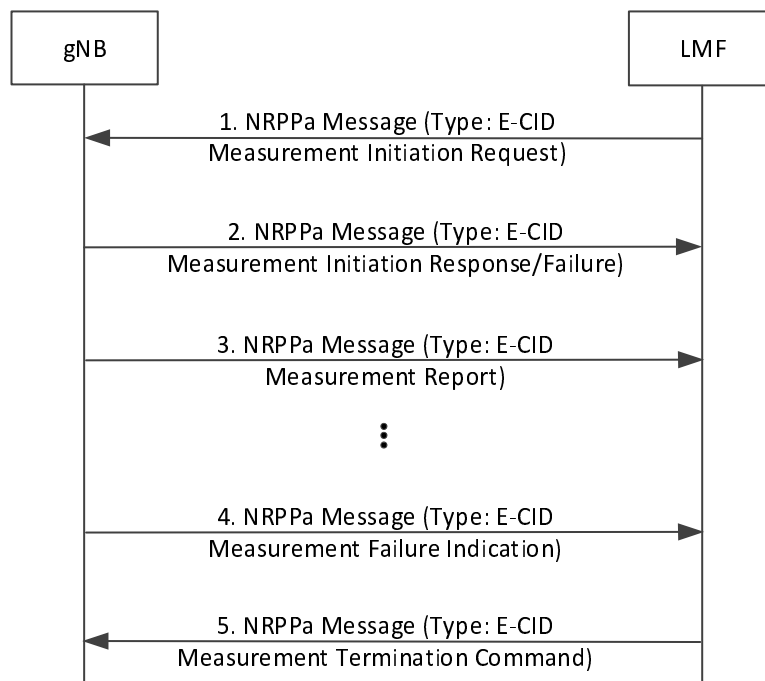 gNB
LMF
1. NRPPa Message (Type: E-CID
Measurement Initiation Request)
2. NRPPa Message (Type: E-CID
Measurement Initiation Response/Failure)
3. NRPPa Message (Type: E-CID
Measurement Report)
4. NRPPa Message (Type: E-CID
Measurement Failure Indication)
5. NRPPa Message (Type: E-CID
Measurement Termination Command)